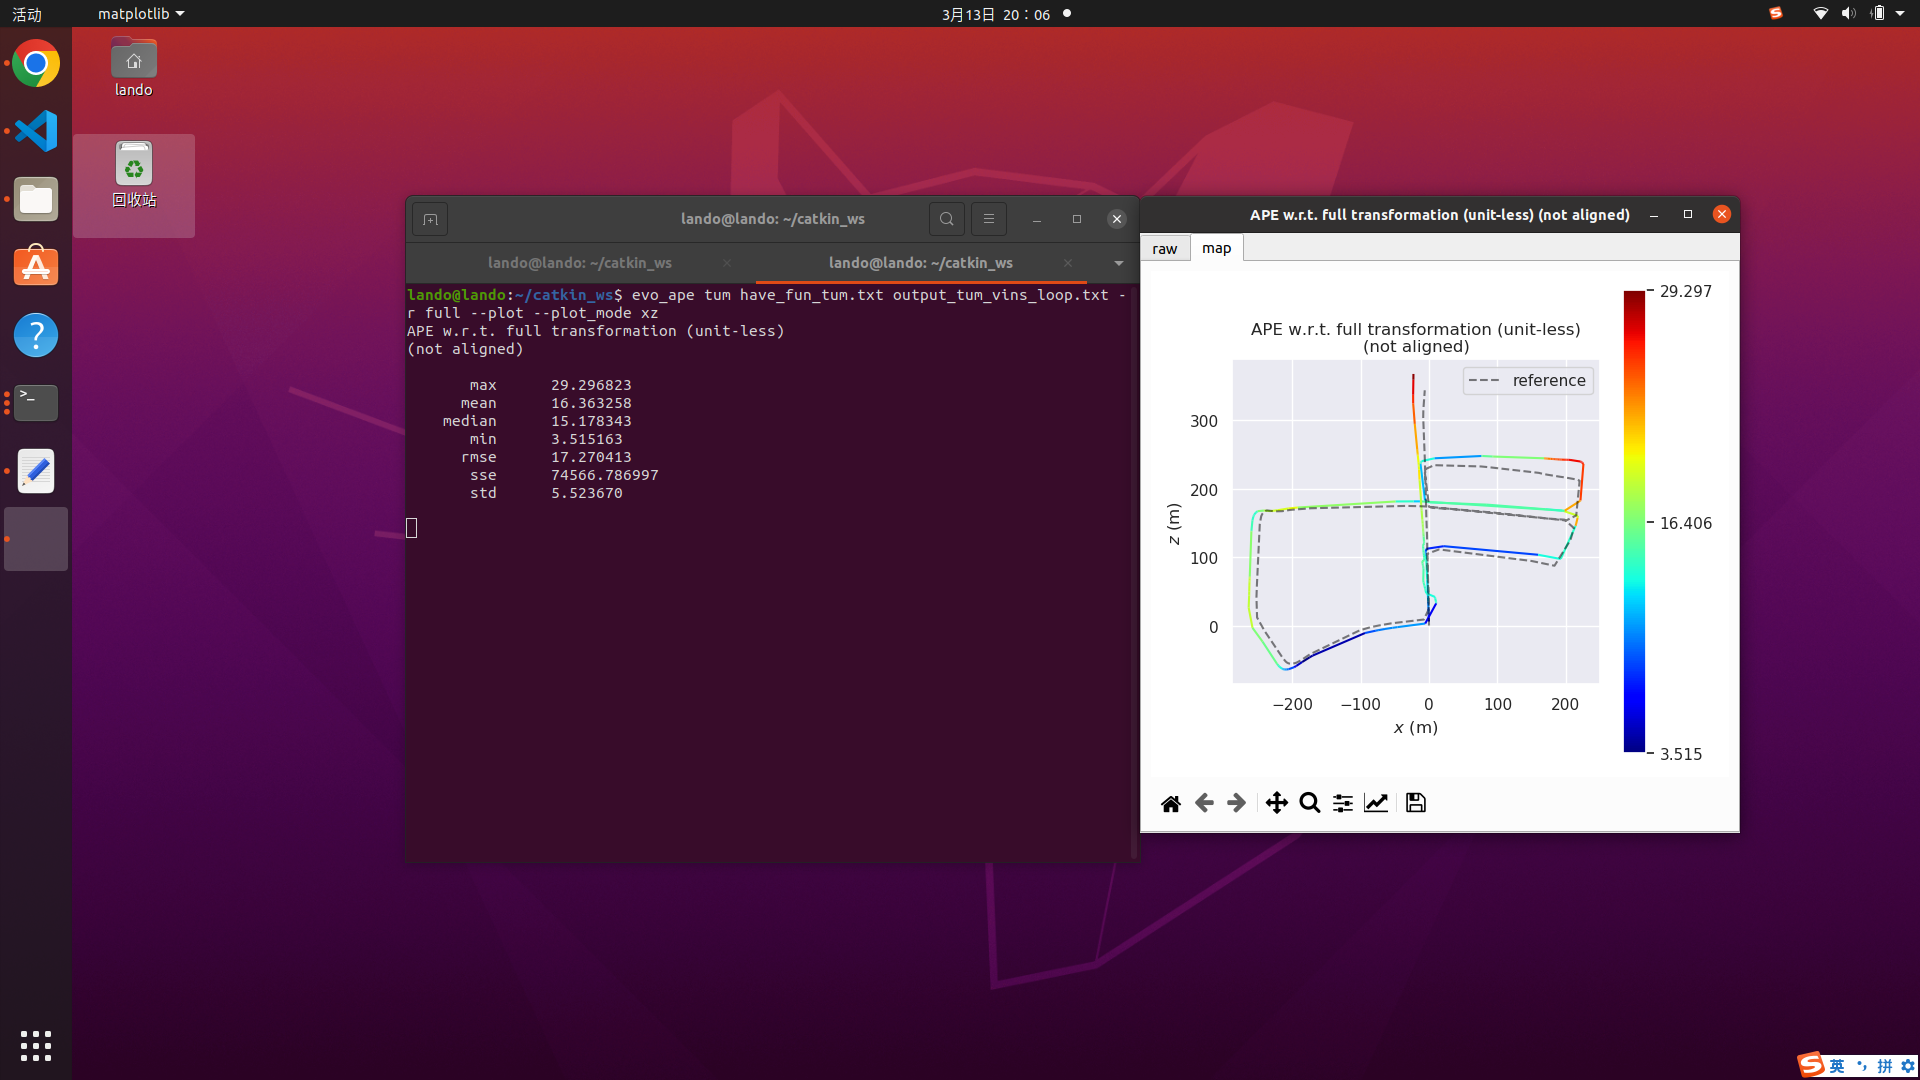 活动
matplotlib
3月13日 20：06
lando
回收站
lando@lando: ~/catkin_ws
lando@lando: ~/catkin_ws
lando@lando: ~/catkin_ws
lando@lando:~/catkin_ws$ evo_ape tum have_fun_tum.txt output_tum_vins_loop.txt -
r full --plot --plot_mode xz
APE w.r.t. full transformation (unit-less)
(not aligned)
max 29.296823
mean 16.363258
median 15.178343
min 3.515163
rmse 17.270413
sse 74566.786997
std 5.523670
APE w.r.t. full transformation (unit-less) (not aligned)
raw
map
APE w.r.t. full transformation (unit-less)
(not aligned)
reference
300
200
100
0
z (m)
−200
−100
0
100
200
x (m)
29.297
16.406
3.515
英
拼